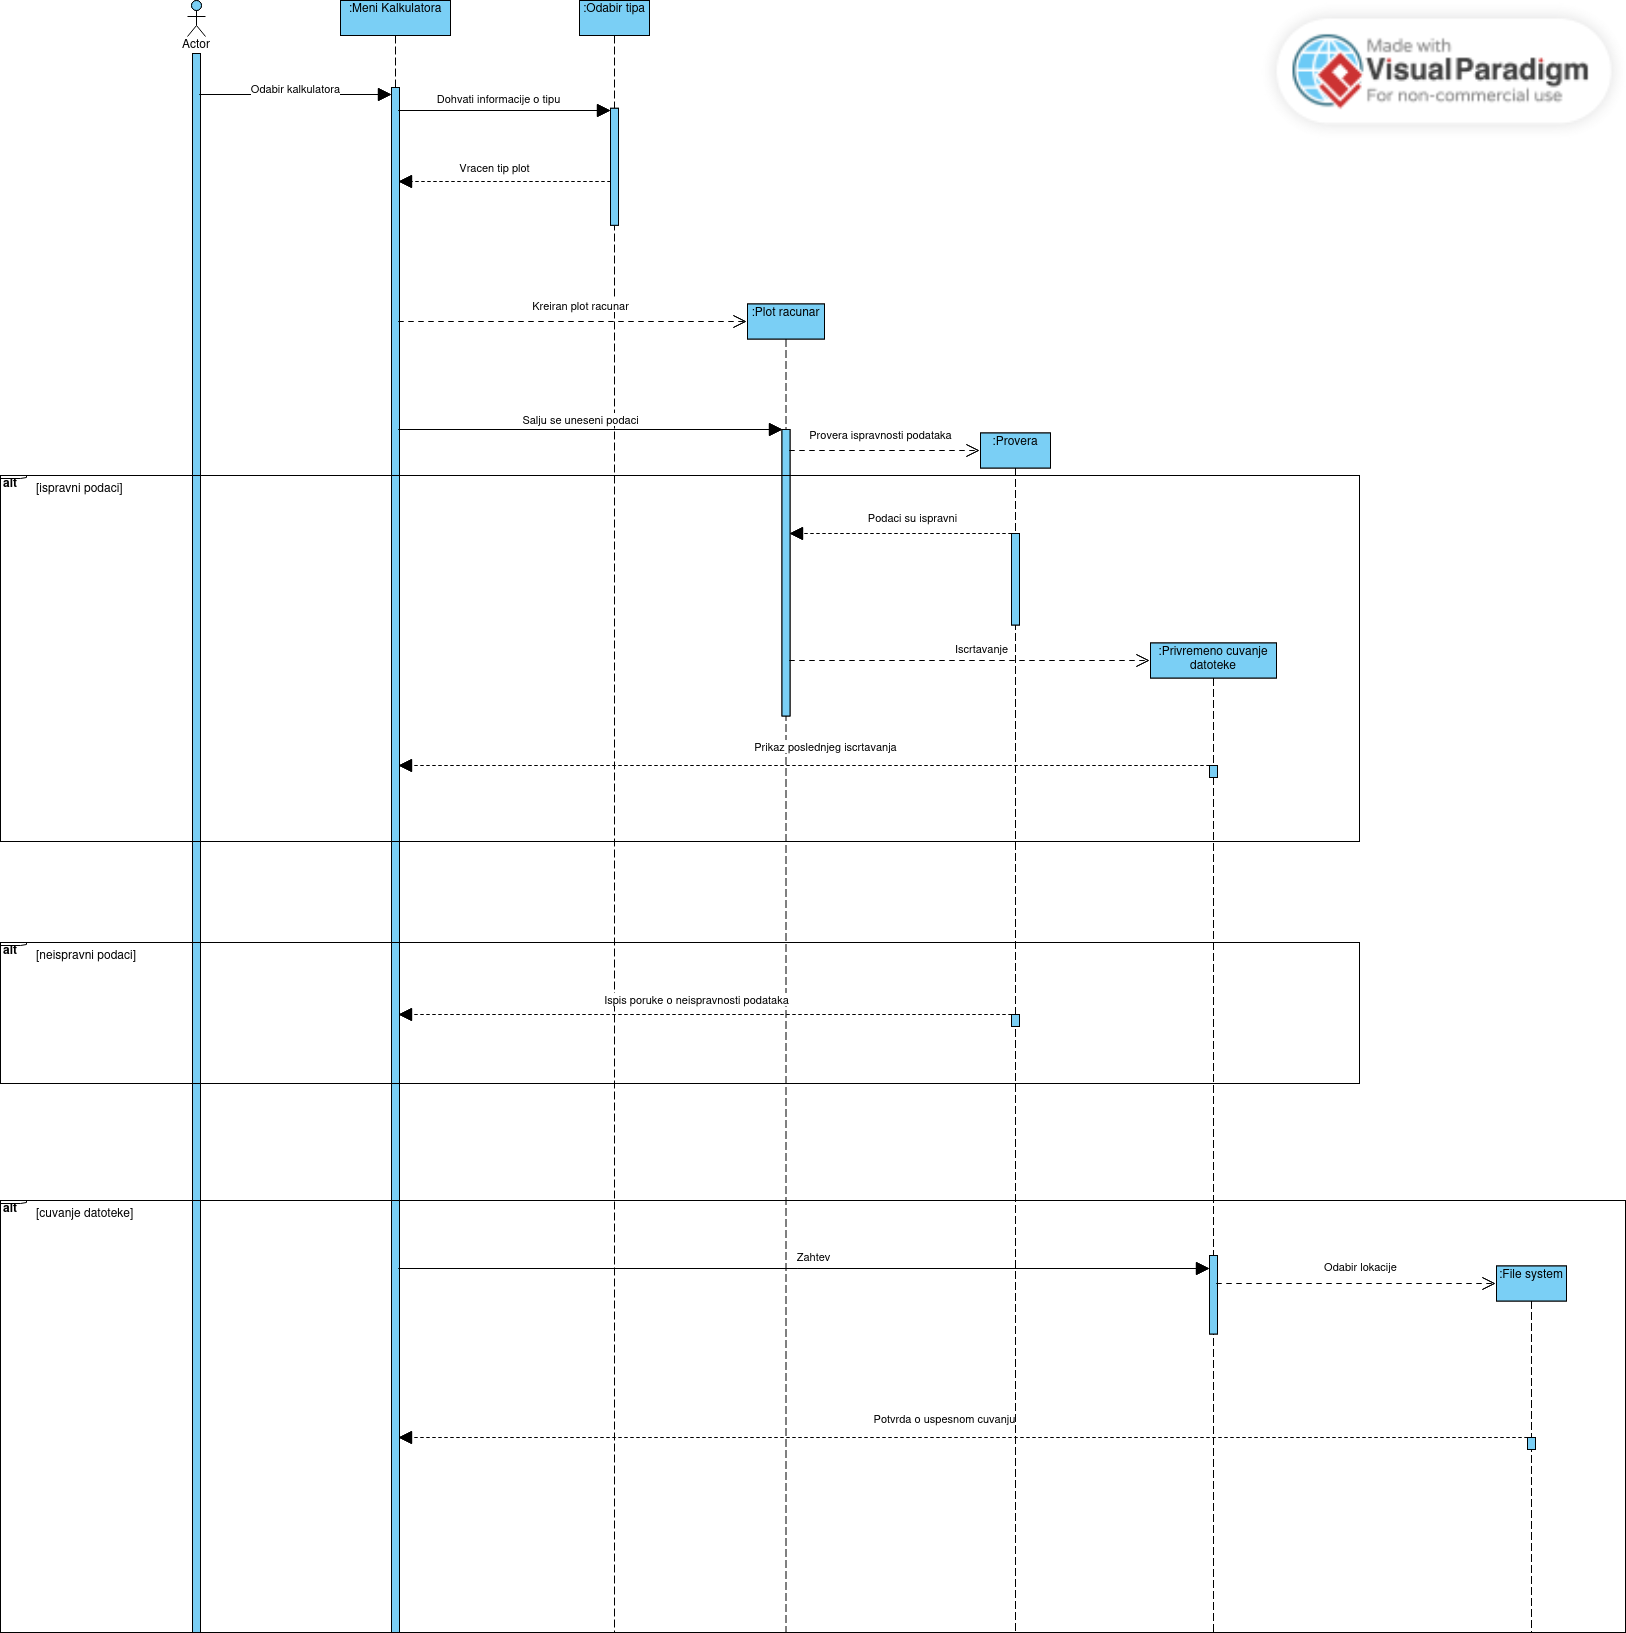 :Meni Kalkulatora
:Odabir tipa
Actor
Made with
Visual Paradigm
For non-commercial use
Odabir kalkulatora
Dohvati informacije o tipu
Vracen tip plot
Kreiran plot racunar
:Plot racunar
Salju se uneseni podaci
Provera ispravnosti podataka
:Provera
alt
[ispravni podaci]
Podaci su ispravni
Iscrtavanje
:Privremeno cuvanje
datoteke
Prikaz poslednjeg iscrtavanja
alt
[neispravni podaci]
Ispis poruke o neispravnosti podataka
alt
[cuvanje datoteke]
Zahtev
Odabir lokacije
:File system
Potvrda o uspesnom cuvanju